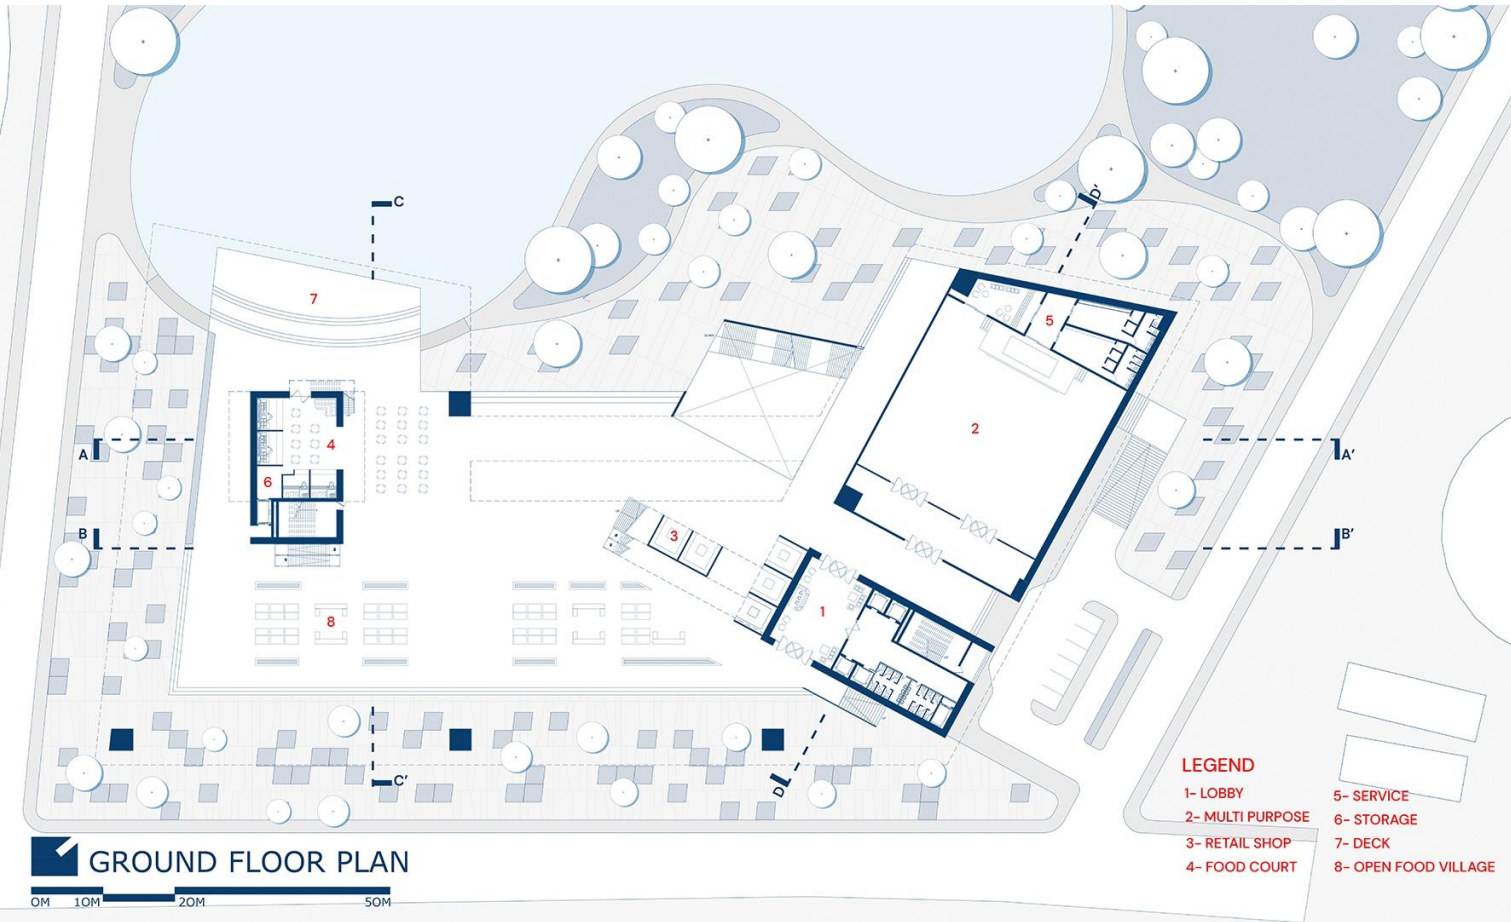 C
D'
7
5
4
2
A
A'
6
B
B'
3
1
8
C'
D
LEGEND
1- LOBBY
2- MULTI PURPOSE
3- RETAIL SHOP
4- FOOD COURT
5- SERVICE
6- STORAGE
7- DECK
8- OPEN FOOD VILLAGE
GROUND FLOOR PLAN
0M 10M 20M 50M